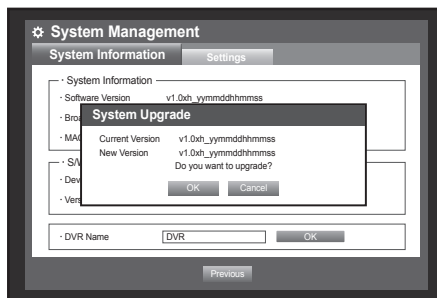 System Management
System Information
Settings
· System Information
· Software Version v1.0xh_yymmddhhmmss
System Upgrade
Current Version v1.0xh_yymmddhhmmss
New Version v1.0xh_yymmddhhmmss
Do you want to upgrade?
OK Cancel
· DVR Name DVR OK
Previous